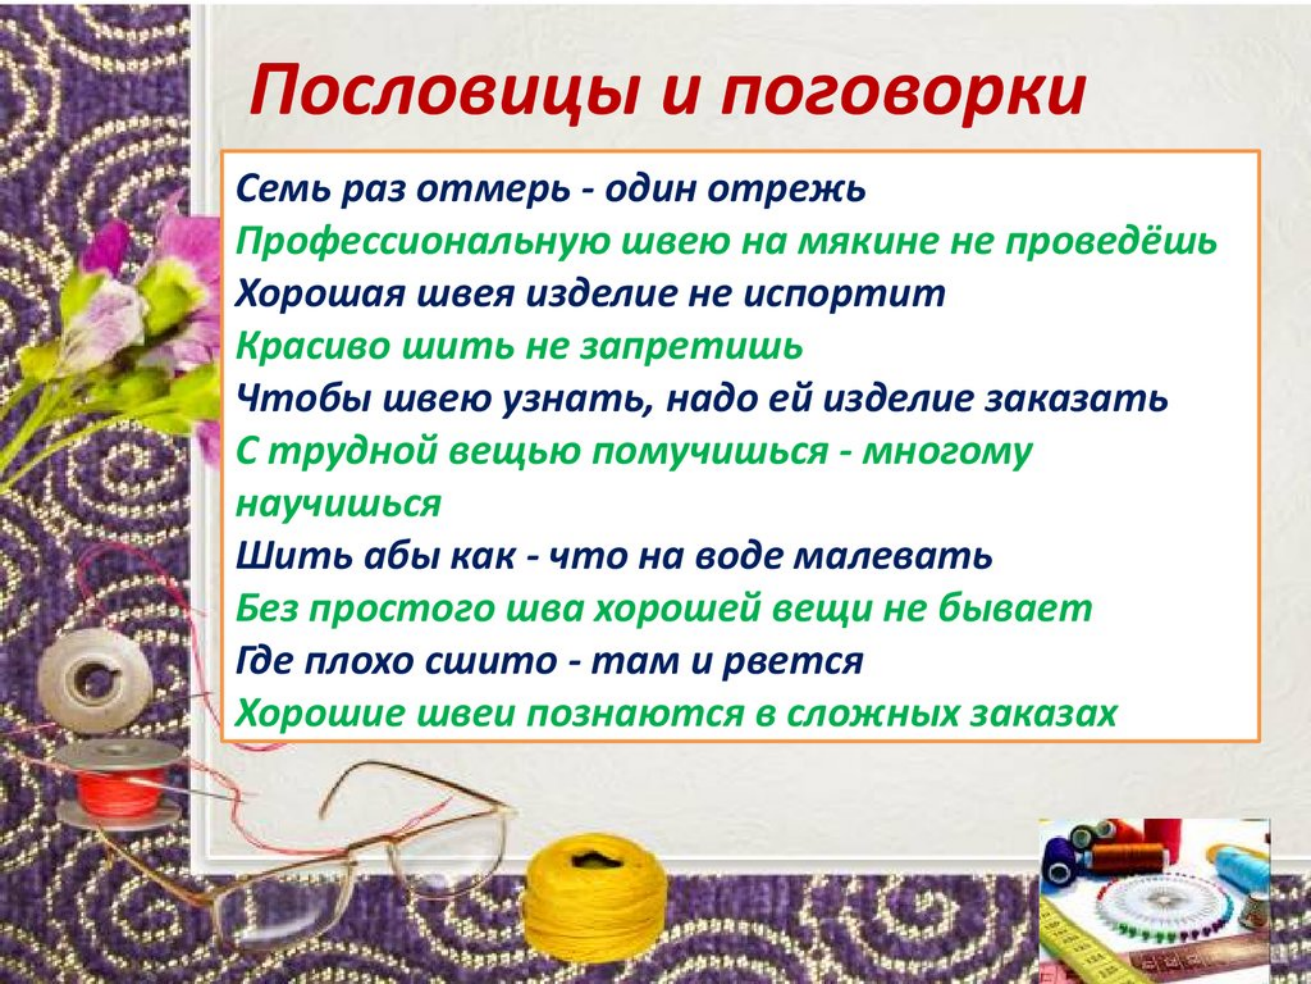 Пословицы и поговорки
Семь раз отмерь - один отрежь
Профессиональную швею на мякине не проведёшь
Хорошая швея изделие не испортит
Красиво шить не запретишь
Чтобы швею узнать, надо ей изделие заказать
С трудной вещью помучишься - многому
научишься
Шить абы как - что на воде малевать
Без простого шва хорошей вещи не бывает
Где плохо сшито - там и рвется
Хорошие швеи познаются в сложных заказах